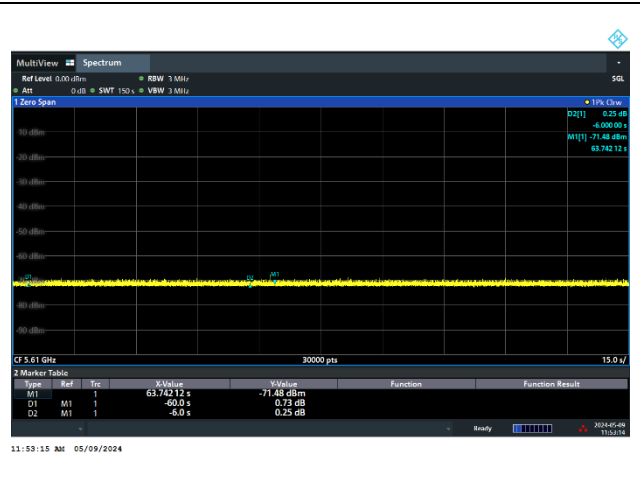 MultiView Spectrum
Ref Level 0.00 dBm RBW 3 MHz SGL
Att 0 dB SWT 150 s VBW 3 MHz
1 Zero Span 1Pk Clrw
D2[1] 0.25 dB
-6.000 00 s
M1[1] -71.48 dBm
63.742 12 s
-10 dBm
-20 dBm
-30 dBm
-40 dBm
-50 dBm
-60 dBm
D1 D2 M1
-80 dBm
-90 dBm
CF 5.61 GHz 30000 pts 15.0 s/
2 Marker Table
Type Ref Trc X-Value Y-Value Function Function Result
M1 1 63.742 12 s -71.48 dBm
D1 M1 1 -60.0 s 0.73 dB
D2 M1 1 -6.0 s 0.25 dB
Ready 2024-05-09
11:53:14
11:53:15 AM 05/09/2024